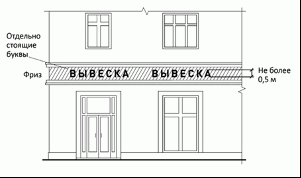 Отдельно
стоящие
буквы
Фриз
ВЫВЕСКА ВЫВЕСКА
Не более
0,5 м